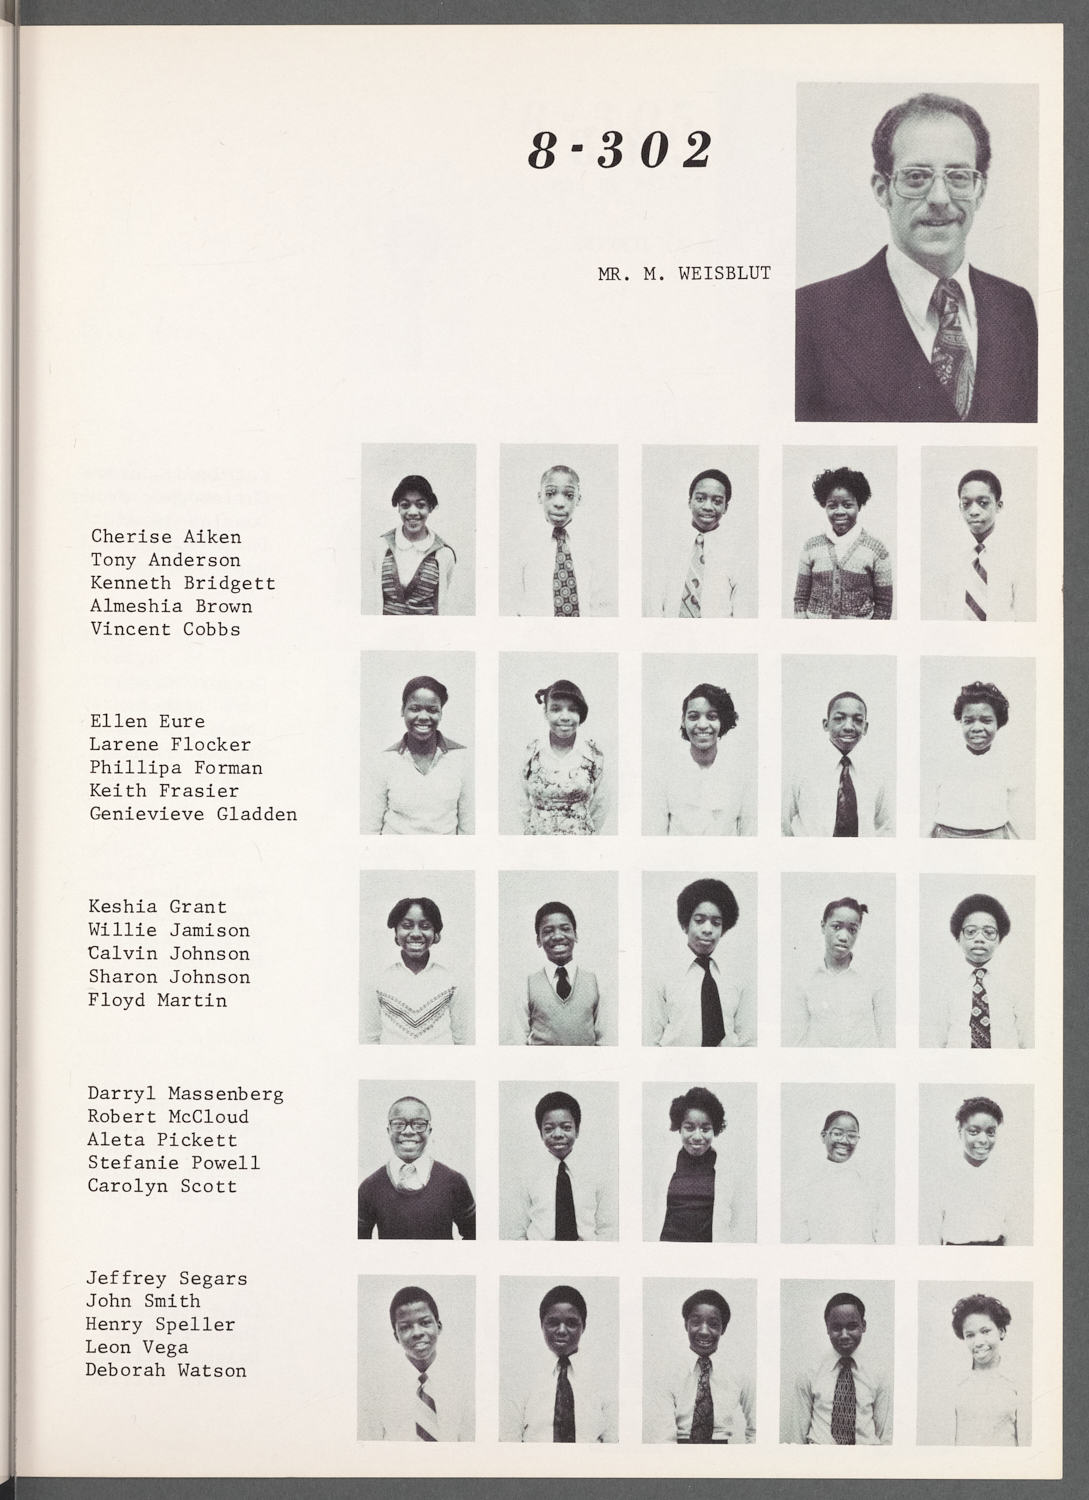 8-302
MR. M. WEISBLUT
Cherise Aiken
Tony Anderson
Kenneth Bridgett
Almeshia Brown
Vincent Cobbs
Ellen Eure
Larene Flocker
Phillipa Forman
Keith Frasier
Genievieve Gladden
Keshia Grant
Willie Jamison
Calvin Johnson
Sharon Johnson
Floyd Martin
Darryl Massenberg
Robert McCloud
Aleta Pickett
Stefanie Powell
Carolyn Scott
Jeffrey Segars
John Smith
Henry Speller
Leon Vega
Deborah Watson